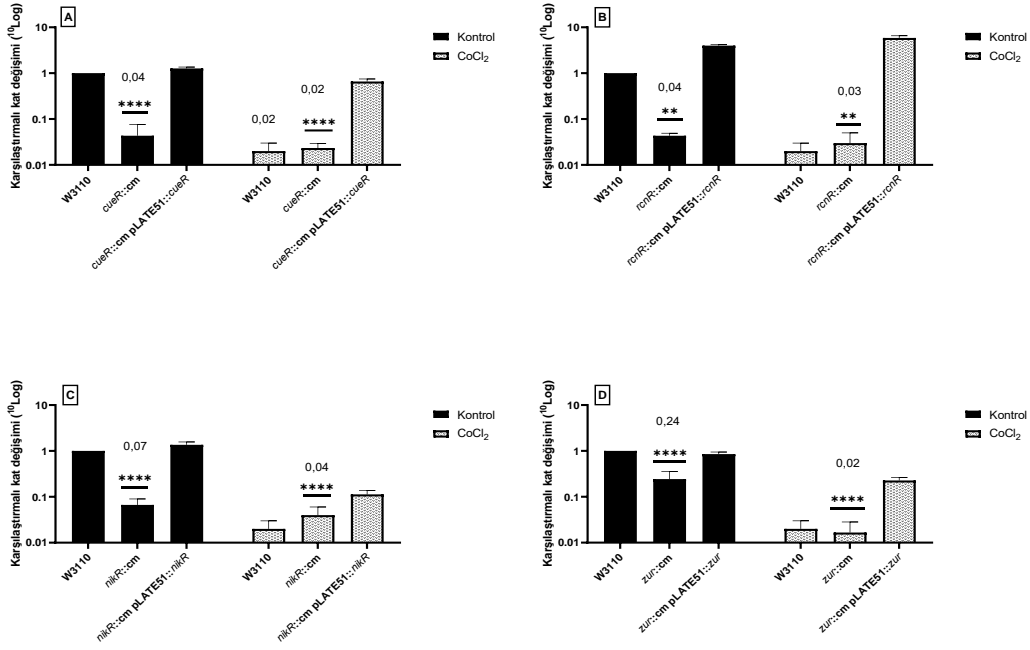 A
Karşılaştırmalı kat değişimi (¹⁰Log)
10
1
0.1
0.01
0,04
****
0,02
0,02
****
W3110
cueR::cm
cueR::cm pLATE51::cueR
W3110
cueR::cm
cueR::cm pLATE51::cueR
Kontrol
CoCl₂
B
Karşılaştırmalı kat değişimi (¹⁰Log)
10
1
0.1
0.01
0,04
**
0,03
**
W3110
rcnR::cm
rcnR::cm pLATE51::rcnR
W3110
rcnR::cm
rcnR::cm pLATE51::rcnR
Kontrol
CoCl₂
C
Karşılaştırmalı kat değişimi (¹⁰Log)
10
1
0.1
0.01
0,07
****
0,04
****
W3110
nikR::cm
nikR::cm pLATE51::nikR
W3110
nikR::cm
nikR::cm pLATE51::nikR
Kontrol
CoCl₂
D
Karşılaştırmalı kat değişimi (¹⁰Log)
10
1
0.1
0.01
0,24
****
0,02
****
W3110
zur::cm
zur::cm pLATE51::zur
W3110
zur::cm
zur::cm pLATE51::zur
Kontrol
CoCl₂